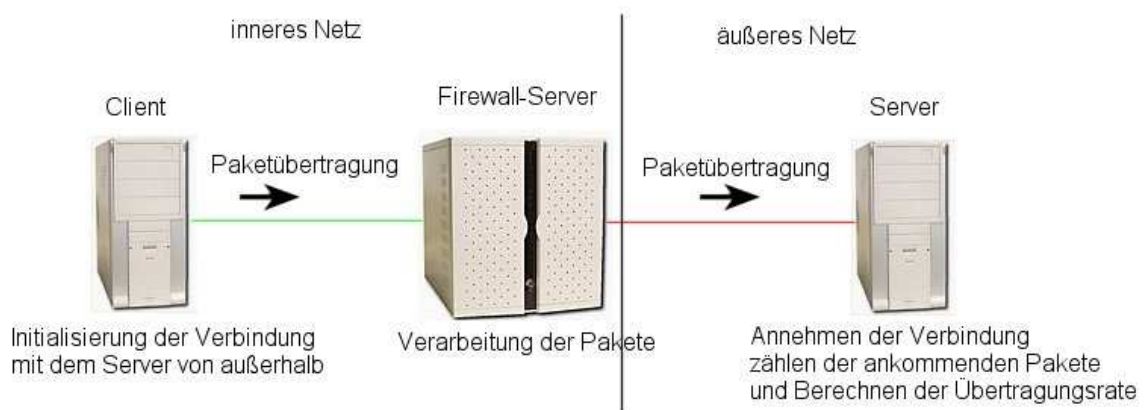 inneres Netz
äußeres Netz
Client
Firewall-Server
Server
Paketübertragung
Paketübertragung
Initialisierung der Verbindung
mit dem Server von außerhalb
Verarbeitung der Pakete
Annehmen der Verbindung
zählen der ankommenden Pakete
und Berechnen der Übertragungsrate